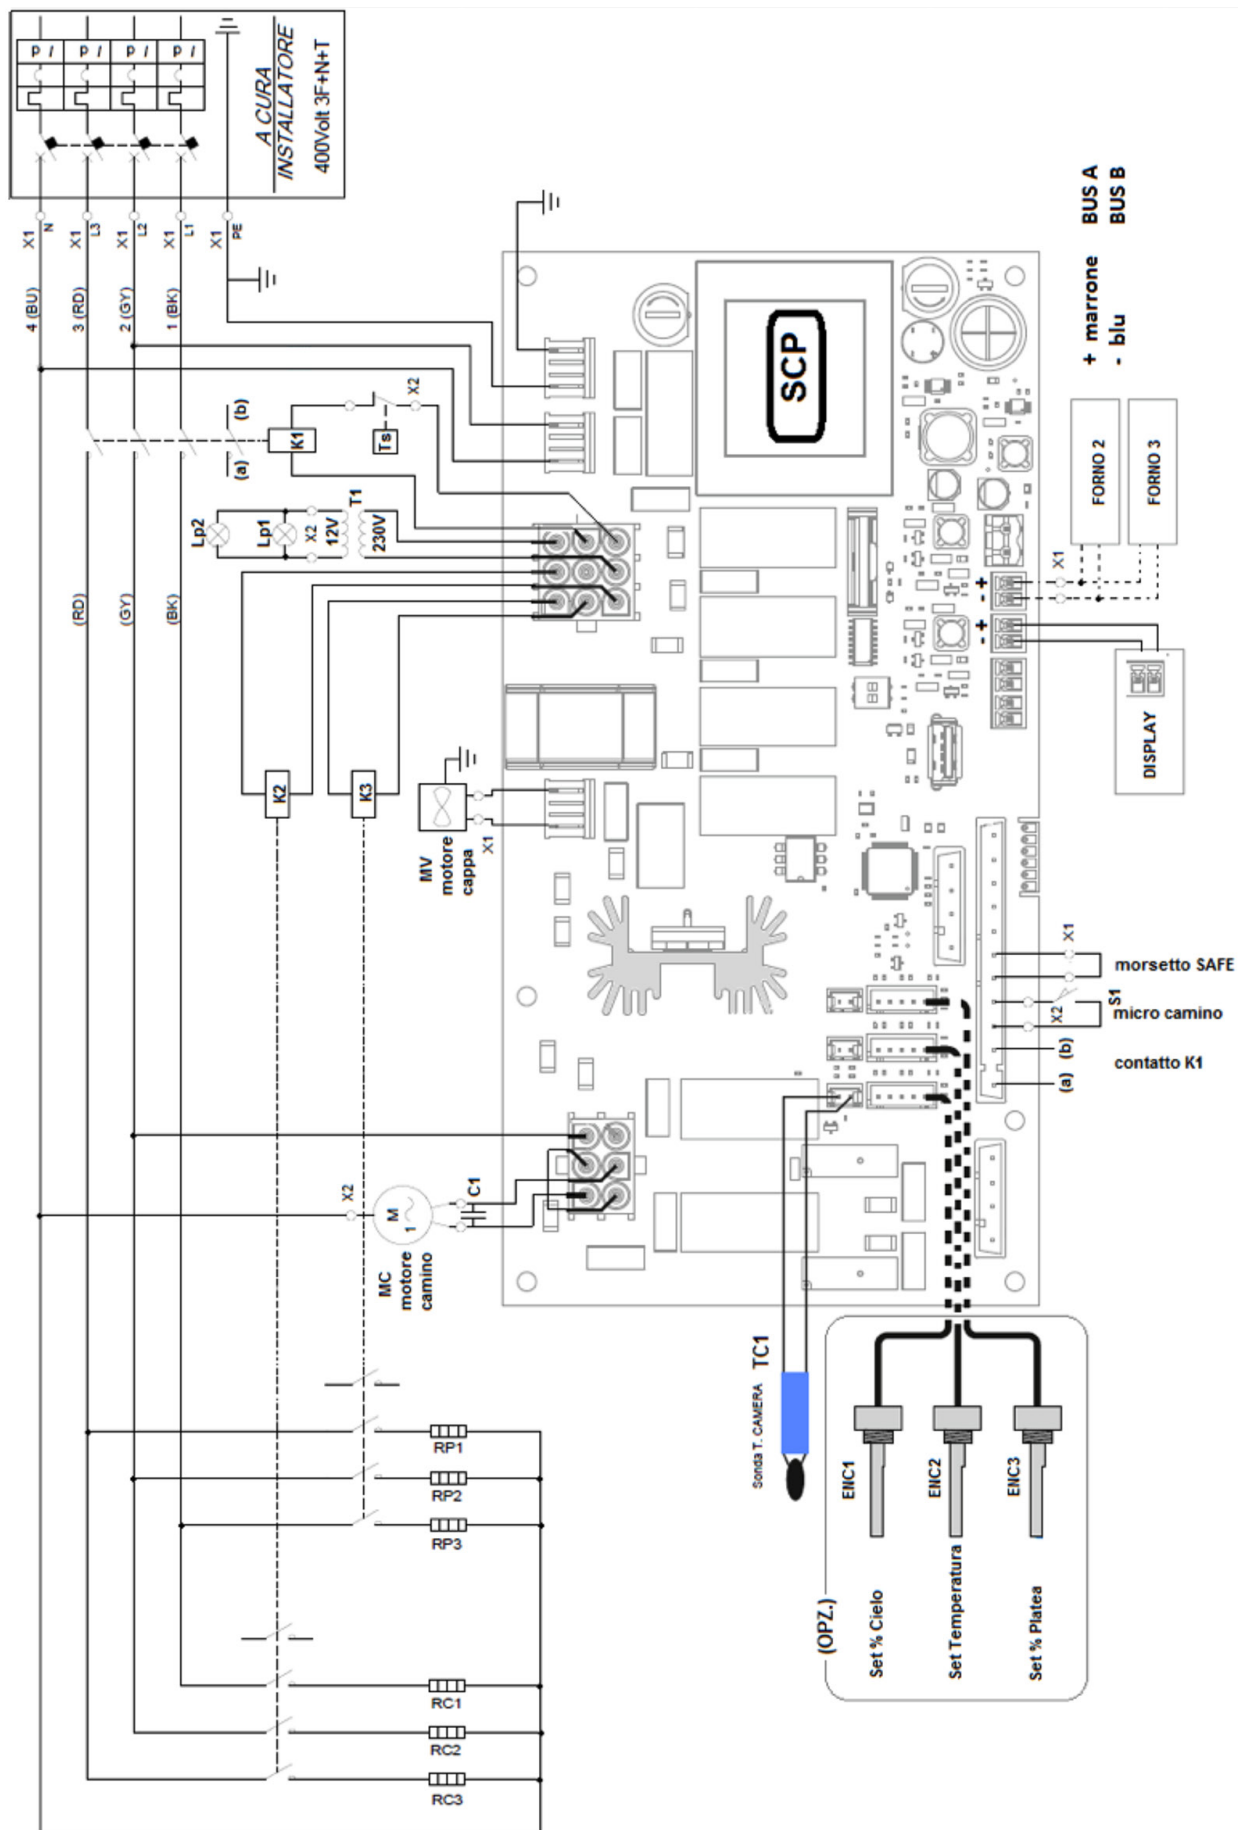 A CURA
INSTALLATORE
400Volt 3F+N+T
X1
N
X1
L3
X1
L2
X1
L1
X1
PE
4 (BU)
3 (RD)
2 (GY)
1 (BK)
(b)
(a)
K1
Ts
X2
Lp2
Lp1
X2
12V
T1
230V
(RD)
(GY)
(BK)
K2
K3
MV
motore
cappa
X1
SCP
+ marrone BUS A
- blu BUS B
FORNO 2
FORNO 3
X1
+
-
+
-
DISPLAY
X1
morsetto SAFE
S1
X2
micro camino
(b)
(a)
contatto K1
X2
M
1
C1
MC
motore
camino
RP1
RP2
RP3
RC1
RC2
RC3
Sonda T. CAMERA TC1
(OPZ.)
ENC1
ENC2
ENC3
Set % Cielo
Set Temperatura
Set % Platea